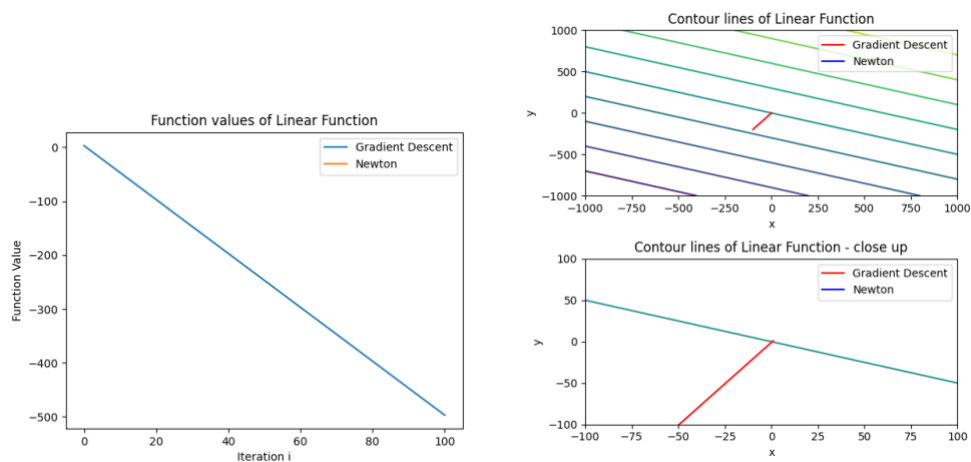 Function values of Linear Function
Gradient Descent
Newton
Function Value
0
−100
−200
−300
−400
−500
0 20 40 60 80 100
Iteration i
Contour lines of Linear Function
Gradient Descent
Newton
y
1000
500
0
−500
−1000
−1000 −750 −500 −250 0 250 500 750 1000
x
Contour lines of Linear Function - close up
Gradient Descent
Newton
y
100
50
0
−50
−100
−100 −75 −50 −25 0 25 50 75 100
x